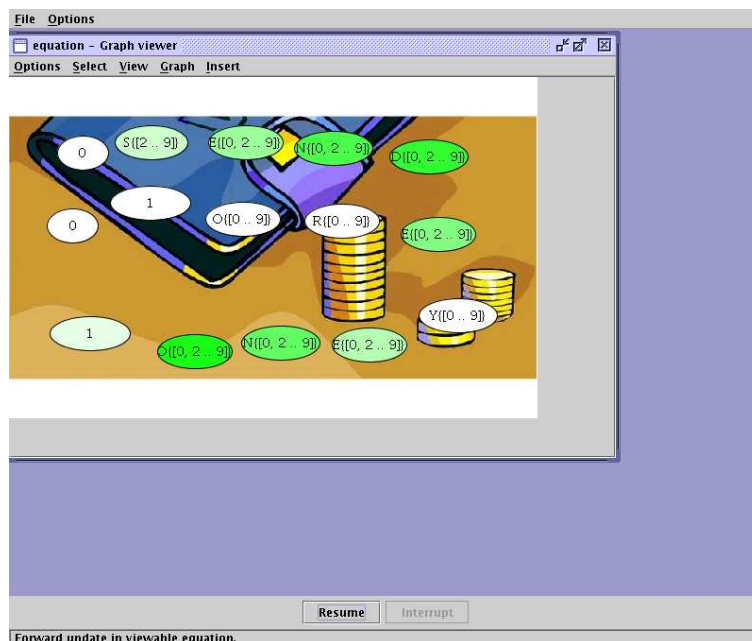 File Options
equation – Graph viewer
Options Select View Graph Insert
0 S{[2 .. 9]} E{[0, 2 .. 9]} N{[0, 2 .. 9]} D{[0, 2 .. 9]}
0 1 O{[0 .. 9]} R{[0 .. 9]} E{[0, 2 .. 9]}
1 O{[0, 2 .. 9]} N{[0, 2 .. 9]} E{[0, 2 .. 9]} Y{[0 .. 9]}
Resume Interrupt
Forward update in viewable equation.